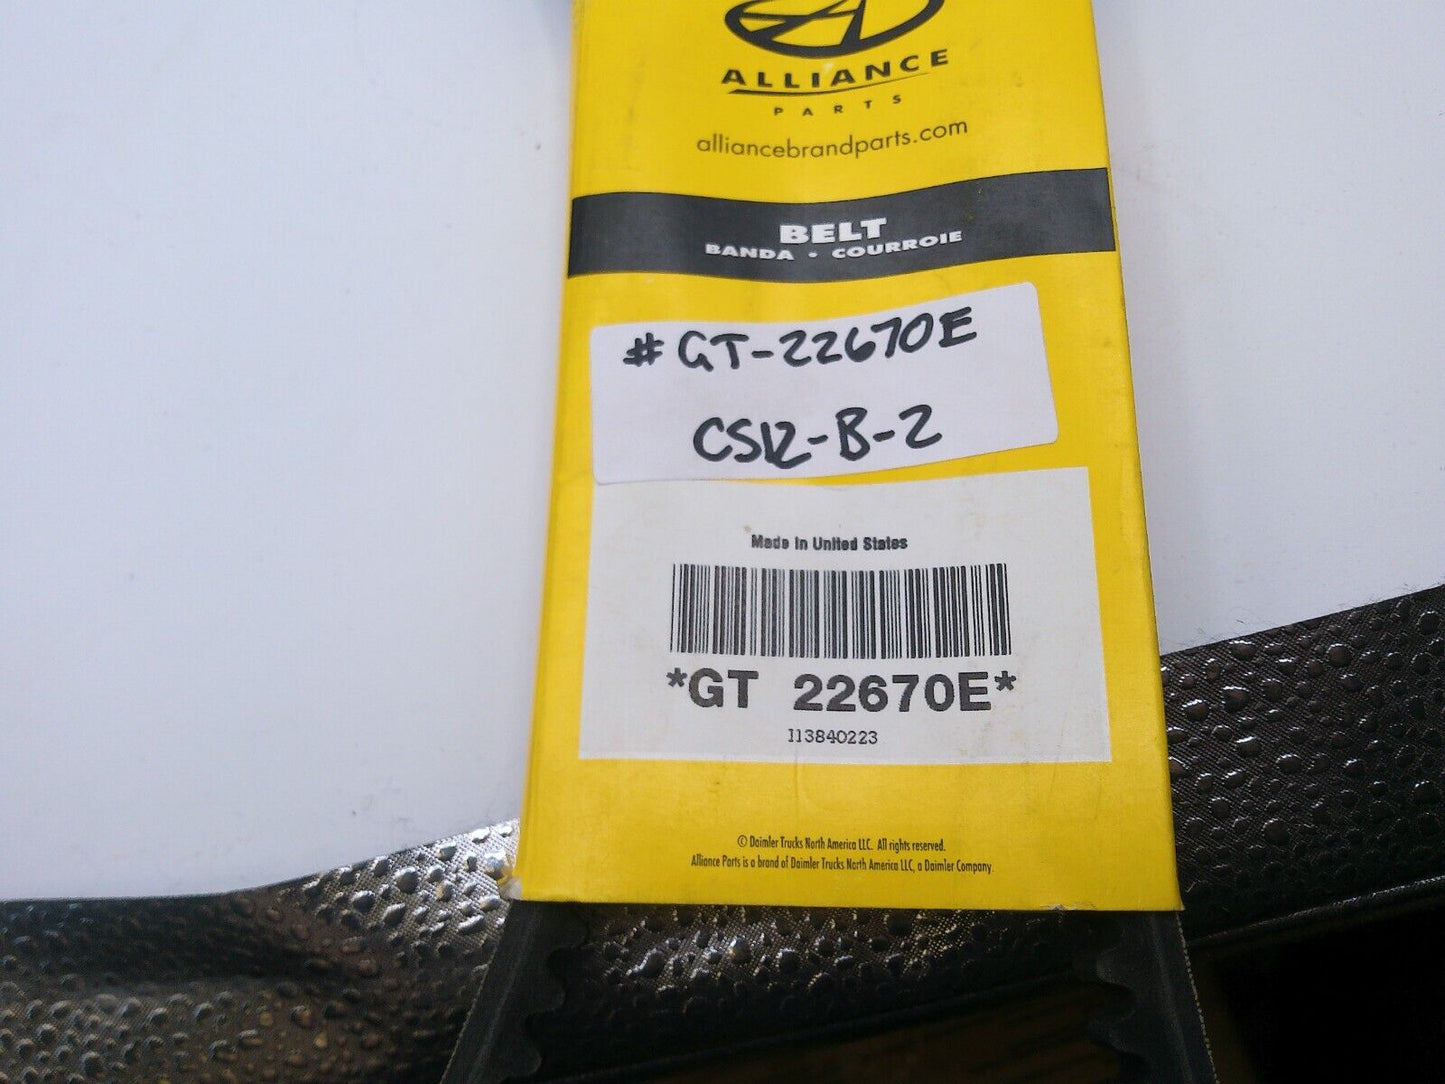 ALLIANCE
PARTS
alliancebrandparts.com
BELT
BANDA • COURROIE
#GT-22670E
CS12-B-2
Made in United States
*GT 22670E*
113840223
© Daimler Trucks North America LLC. All rights reserved.
Alliance Parts is a brand of Daimler Trucks North America LLC, a Daimler Company.